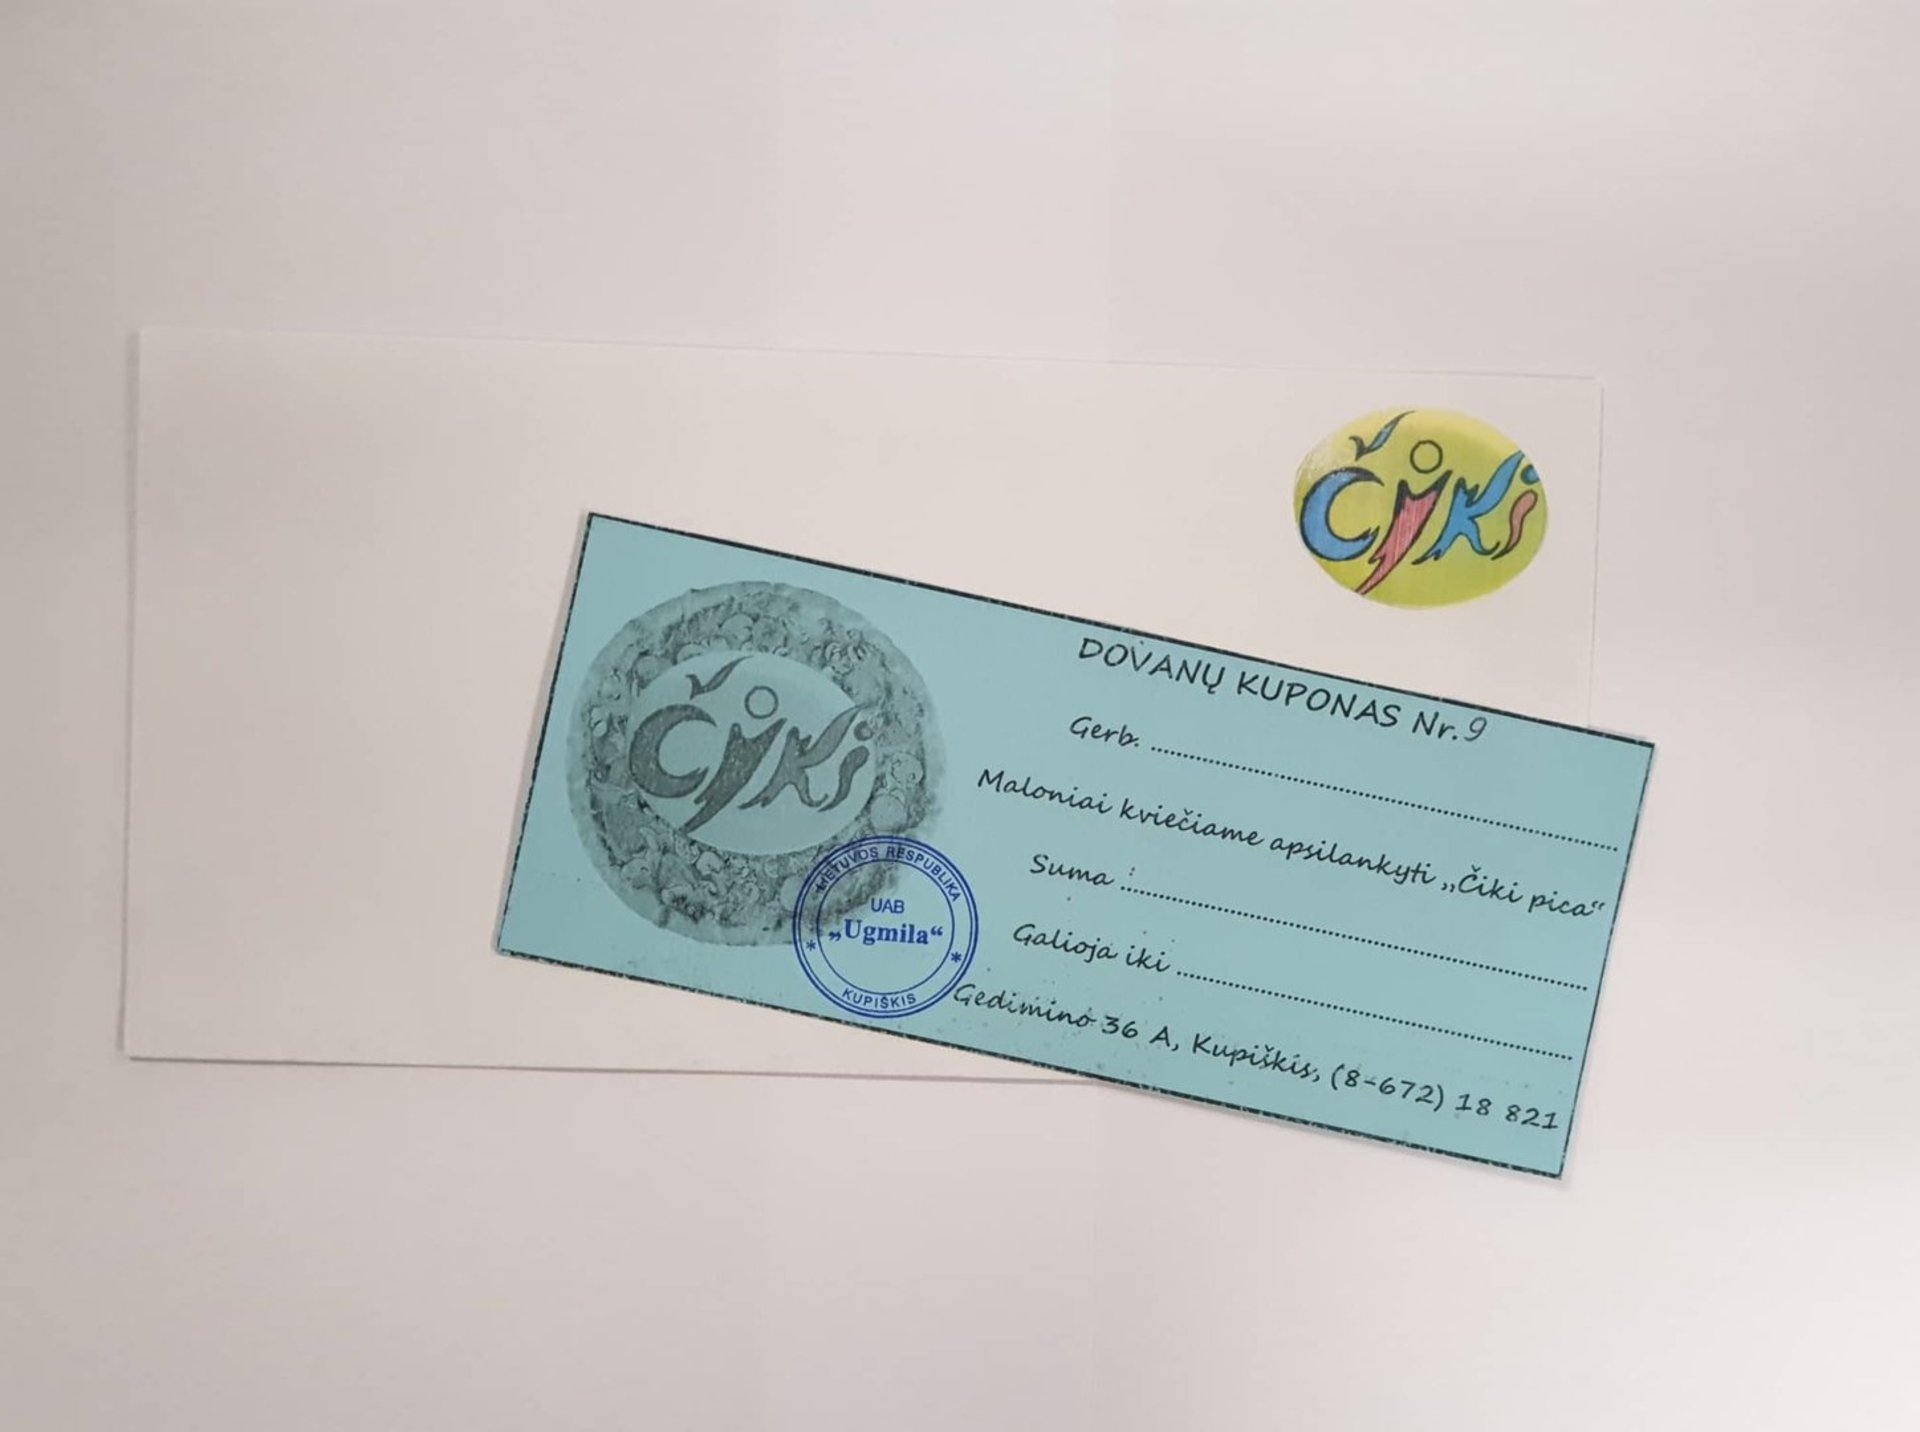 ČiKi
DOVANŲ KUPONAS Nr. 9
Gerb. ........................................
Maloniai kviečiame apsilankyti „Čiki pica“
Suma : ........................................
Galioja iki ........................................
Gedimino 36 A, Kupiškis, (8-672) 18 821
ČiKi
LIETUVOS RESPUBLIKA
UAB
„Ugmila“
* *
KUPIŠKIS